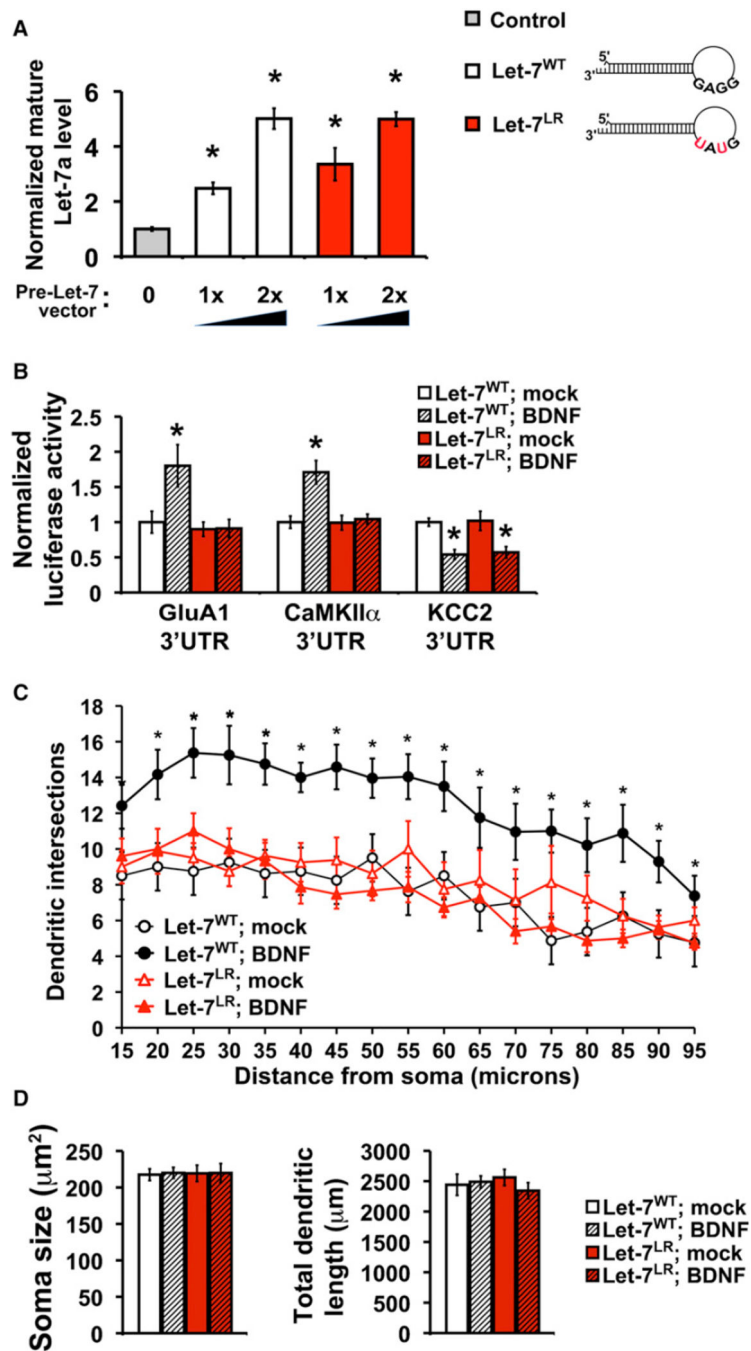 A
Control
Let-7WT
5'
3'
GAGG
Let-7LR
5'
3'
UAUG
Normalized mature
Let-7a level
6
4
2
0
Pre-Let-7
vector
:
0 1x 2x 1x 2x
* * * *
B
Let-7WT; mock
Let-7WT; BDNF
Let-7LR; mock
Let-7LR; BDNF
Normalized
luciferase activity
2.5
2
1.5
1
0.5
0
* * * *
GluA1
3'UTR
CaMKIIα
3'UTR
KCC2
3'UTR
C
Dendritic intersections
18
16
14
12
10
8
6
4
2
0
* * * * * * * * * * * * * * * * *
Let-7WT; mock
Let-7WT; BDNF
Let-7LR; mock
Let-7LR; BDNF
15 20 25 30 35 40 45 50 55 60 65 70 75 80 85 90 95
Distance from soma (microns)
D
Soma size (μm2)
250
200
150
100
50
0
Total dendritic
length (μm)
3000
2500
2000
1500
1000
500
0
Let-7WT; mock
Let-7WT; BDNF
Let-7LR; mock
Let-7LR; BDNF